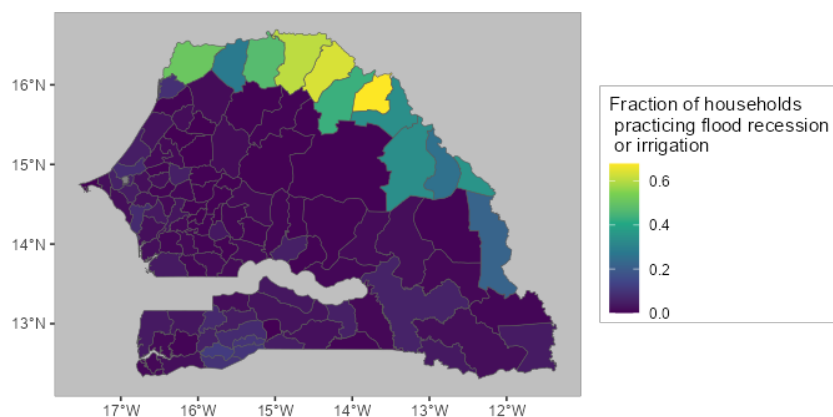 16°N
15°N
14°N
13°N
17°W 16°W 15°W 14°W 13°W 12°W
Fraction of households
practicing flood recession
or irrigation
0.6
0.4
0.2
0.0